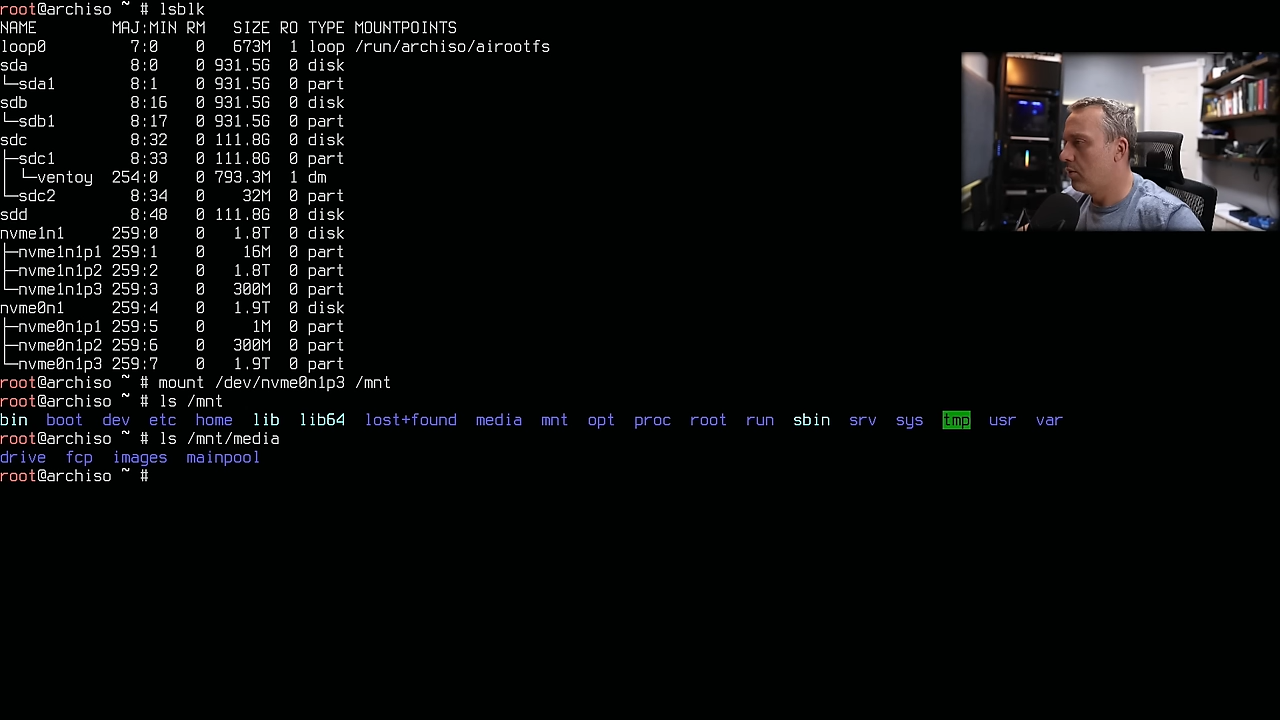 root@archiso ~ # lsblk
NAME        MAJ:MIN RM   SIZE RO TYPE MOUNTPOINTS
loop0         7:0    0   673M  1 loop /run/archiso/airootfs
sda           8:0    0 931.5G  0 disk
└─sda1        8:1    0 931.5G  0 part
sdb           8:16   0 931.5G  0 disk
└─sdb1        8:17   0 931.5G  0 part
sdc           8:32   0 111.8G  0 disk
├─sdc1        8:33   0 111.8G  0 part
│ └─ventoy  254:0    0 793.3M  1 dm
└─sdc2        8:34   0    32M  0 part
sdd           8:48   0 111.8G  0 disk
nvme1n1     259:0    0   1.8T  0 disk
├─nvme1n1p1 259:1    0    16M  0 part
├─nvme1n1p2 259:2    0   1.8T  0 part
└─nvme1n1p3 259:3    0   300M  0 part
nvme0n1     259:4    0   1.9T  0 disk
├─nvme0n1p1 259:5    0     1M  0 part
├─nvme0n1p2 259:6    0   300M  0 part
└─nvme0n1p3 259:7    0   1.9T  0 part
root@archiso ~ # mount /dev/nvme0n1p3 /mnt
root@archiso ~ # ls /mnt
bin  boot  dev  etc  home  lib  lib64  lost+found  media  mnt  opt  proc  root  run  sbin  srv  sys  tmp  usr  var
root@archiso ~ # ls /mnt/media
drive  fcp  images  mainpool
root@archiso ~ #